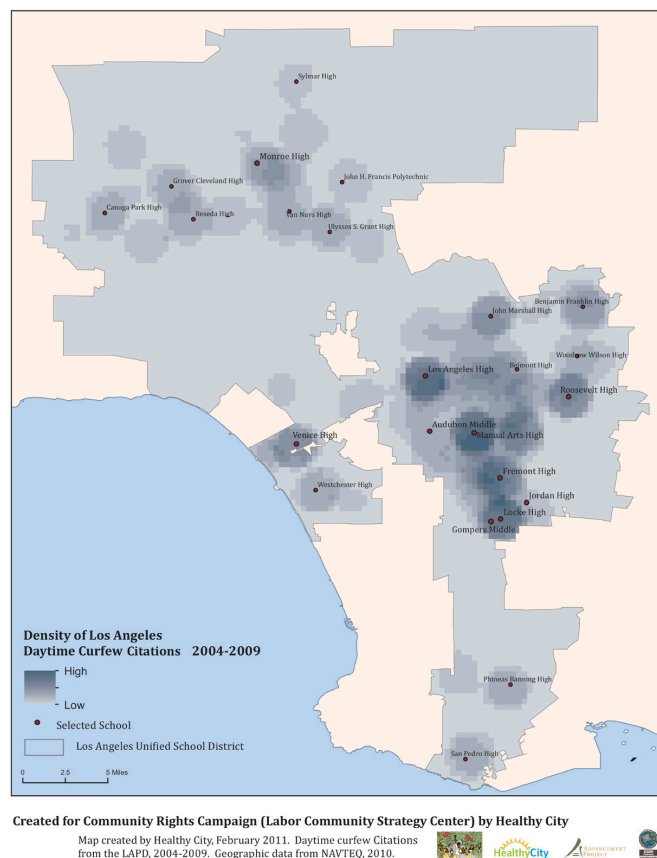 Sylmar High
Monroe High
John H. Francis Polytechnic
Grover Cleveland High
Canoga Park High
Reseda High
Van Nuys High
Ulysses S. Grant High
Benjamin Franklin High
John Marshall High
Woodrow Wilson High
Belmont High
Los Angeles High
Roosevelt High
Audubon Middle
Manual Arts High
Venice High
Fremont High
Westchester High
Jordan High
Locke High
Gompers Middle
Phineas Banning High
San Pedro High
Density of Los Angeles
Daytime Curfew Citations 2004-2009
High
Low
Selected School
Los Angeles Unified School District
0 2.5 5 Miles
Created for Community Rights Campaign (Labor Community Strategy Center) by Healthy City
Map created by Healthy City, February 2011. Daytime curfew Citations
from the LAPD, 2004-2009. Geographic data from NAVTEQ, 2010.
HealthyCity
ADVANCEMENT
PROJECT